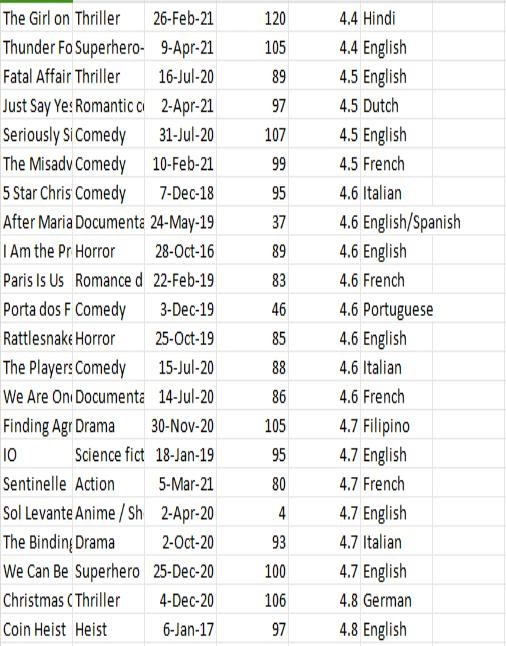 The Girl on Thriller 26-Feb-21 120 4.4 Hindi
Thunder Fo Superhero- 9-Apr-21 105 4.4 English
Fatal Affair Thriller 16-Jul-20 89 4.5 English
Just Say Yes Romantic c 2-Apr-21 97 4.5 Dutch
Seriously Si Comedy 31-Jul-20 107 4.5 English
The Misadv Comedy 10-Feb-21 99 4.5 French
5 Star Chris Comedy 7-Dec-18 95 4.6 Italian
After Maria Documenta 24-May-19 37 4.6 English/Spanish
I Am the Pr Horror 28-Oct-16 89 4.6 English
Paris Is Us Romance d 22-Feb-19 83 4.6 French
Porta dos F Comedy 3-Dec-19 46 4.6 Portuguese
Rattlesnake Horror 25-Oct-19 85 4.6 English
The Players Comedy 15-Jul-20 88 4.6 Italian
We Are One Documenta 14-Jul-20 86 4.6 French
Finding Agn Drama 30-Nov-20 105 4.7 Filipino
IO Science fict 18-Jan-19 95 4.7 English
Sentinelle Action 5-Mar-21 80 4.7 French
Sol Levante Anime / Sh 2-Apr-20 4 4.7 English
The Binding Drama 2-Oct-20 93 4.7 Italian
We Can Be Superhero 25-Dec-20 100 4.7 English
Christmas C Thriller 4-Dec-20 106 4.8 German
Coin Heist Heist 6-Jan-17 97 4.8 English